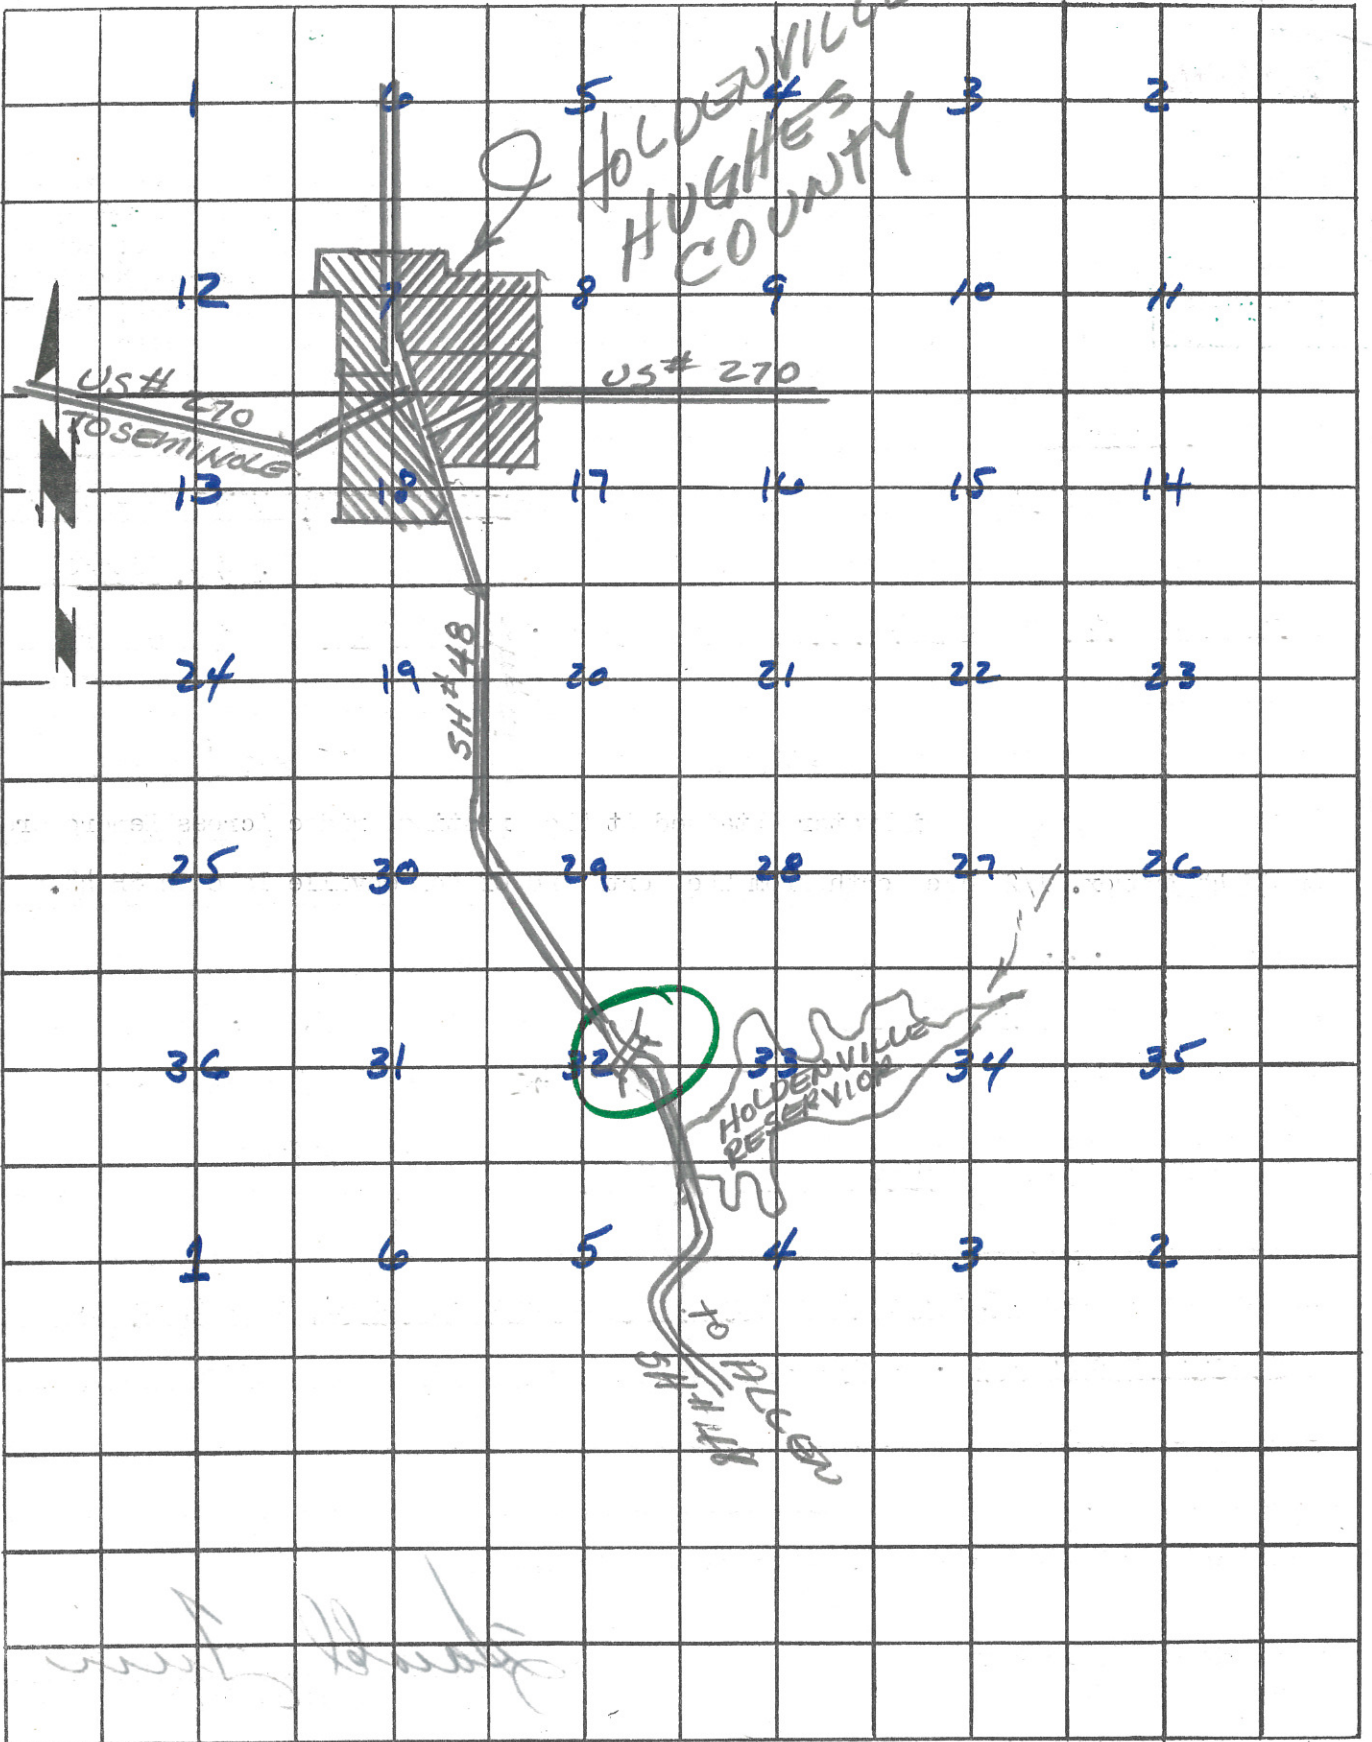 HOLDENVILLE
HUGHES
COUNTY
1 6 5 4 3 2
12 7 8 9 10 11
US# 270
TO SEMINOLE
US# 270
13 18 17 16 15 14
SH#48
24 19 20 21 22 23
25 30 29 28 27 26
36 31 32 33 34 35
HOLDENVILLE
RESERVIOR
1 6 5 4 3 2
TO ALLEN
SH#48